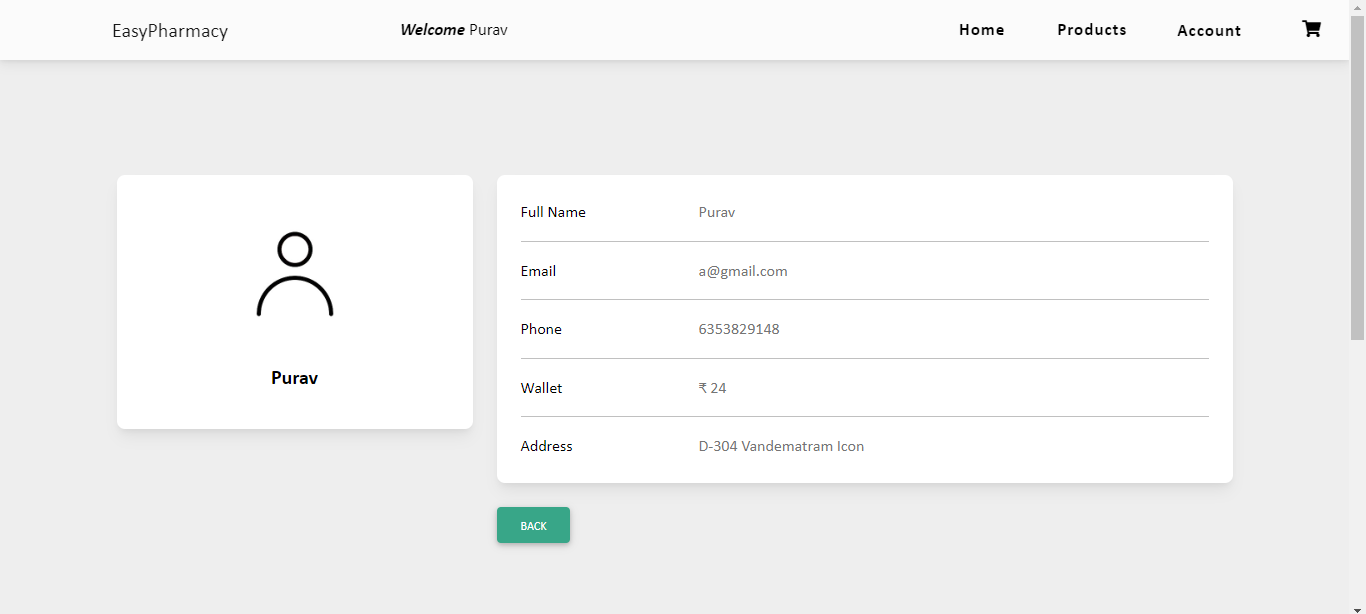 EasyPharmacy Welcome Purav Home Products Account
Purav
Full Name Purav
Email a@gmail.com
Phone 6353829148
Wallet ₹ 24
Address D-304 Vandematram Icon
BACK